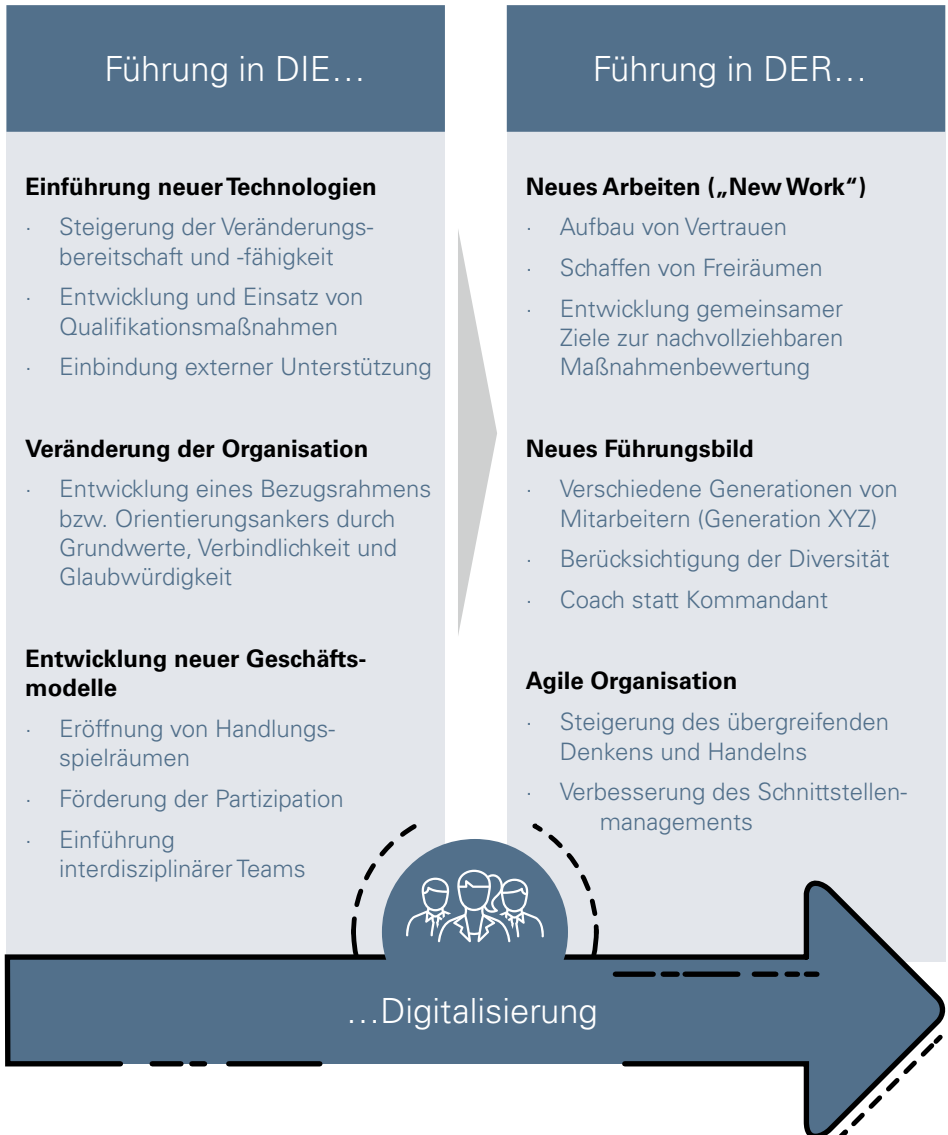 Führung in DIE…
Einführung neuer Technologien
· Steigerung der Veränderungs-
bereitschaft und -fähigkeit
· Entwicklung und Einsatz von
Qualifikationsmaßnahmen
· Einbindung externer Unterstützung
Veränderung der Organisation
· Entwicklung eines Bezugsrahmens
bzw. Orientierungsankers durch
Grundwerte, Verbindlichkeit und
Glaubwürdigkeit
Entwicklung neuer Geschäfts-
modelle
· Eröffnung von Handlungs-
spielräumen
· Förderung der Partizipation
· Einführung
interdisziplinärer Teams
Führung in DER…
Neues Arbeiten („New Work“)
· Aufbau von Vertrauen
· Schaffen von Freiräumen
· Entwicklung gemeinsamer
Ziele zur nachvollziehbaren
Maßnahmenbewertung
Neues Führungsbild
· Verschiedene Generationen von
Mitarbeitern (Generation XYZ)
· Berücksichtigung der Diversität
· Coach statt Kommandant
Agile Organisation
· Steigerung des übergreifenden
Denkens und Handelns
· Verbesserung des Schnittstellen-
managements
…Digitalisierung